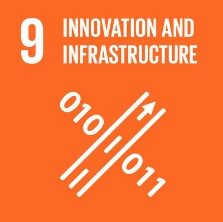 9 INNOVATION AND
INFRASTRUCTURE
010
011